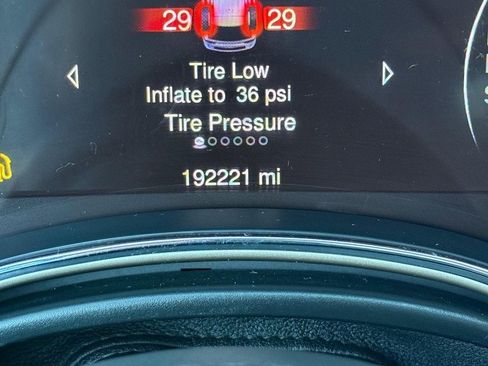 29 29
Tire Low
Inflate to 36 psi
Tire Pressure
192221 mi